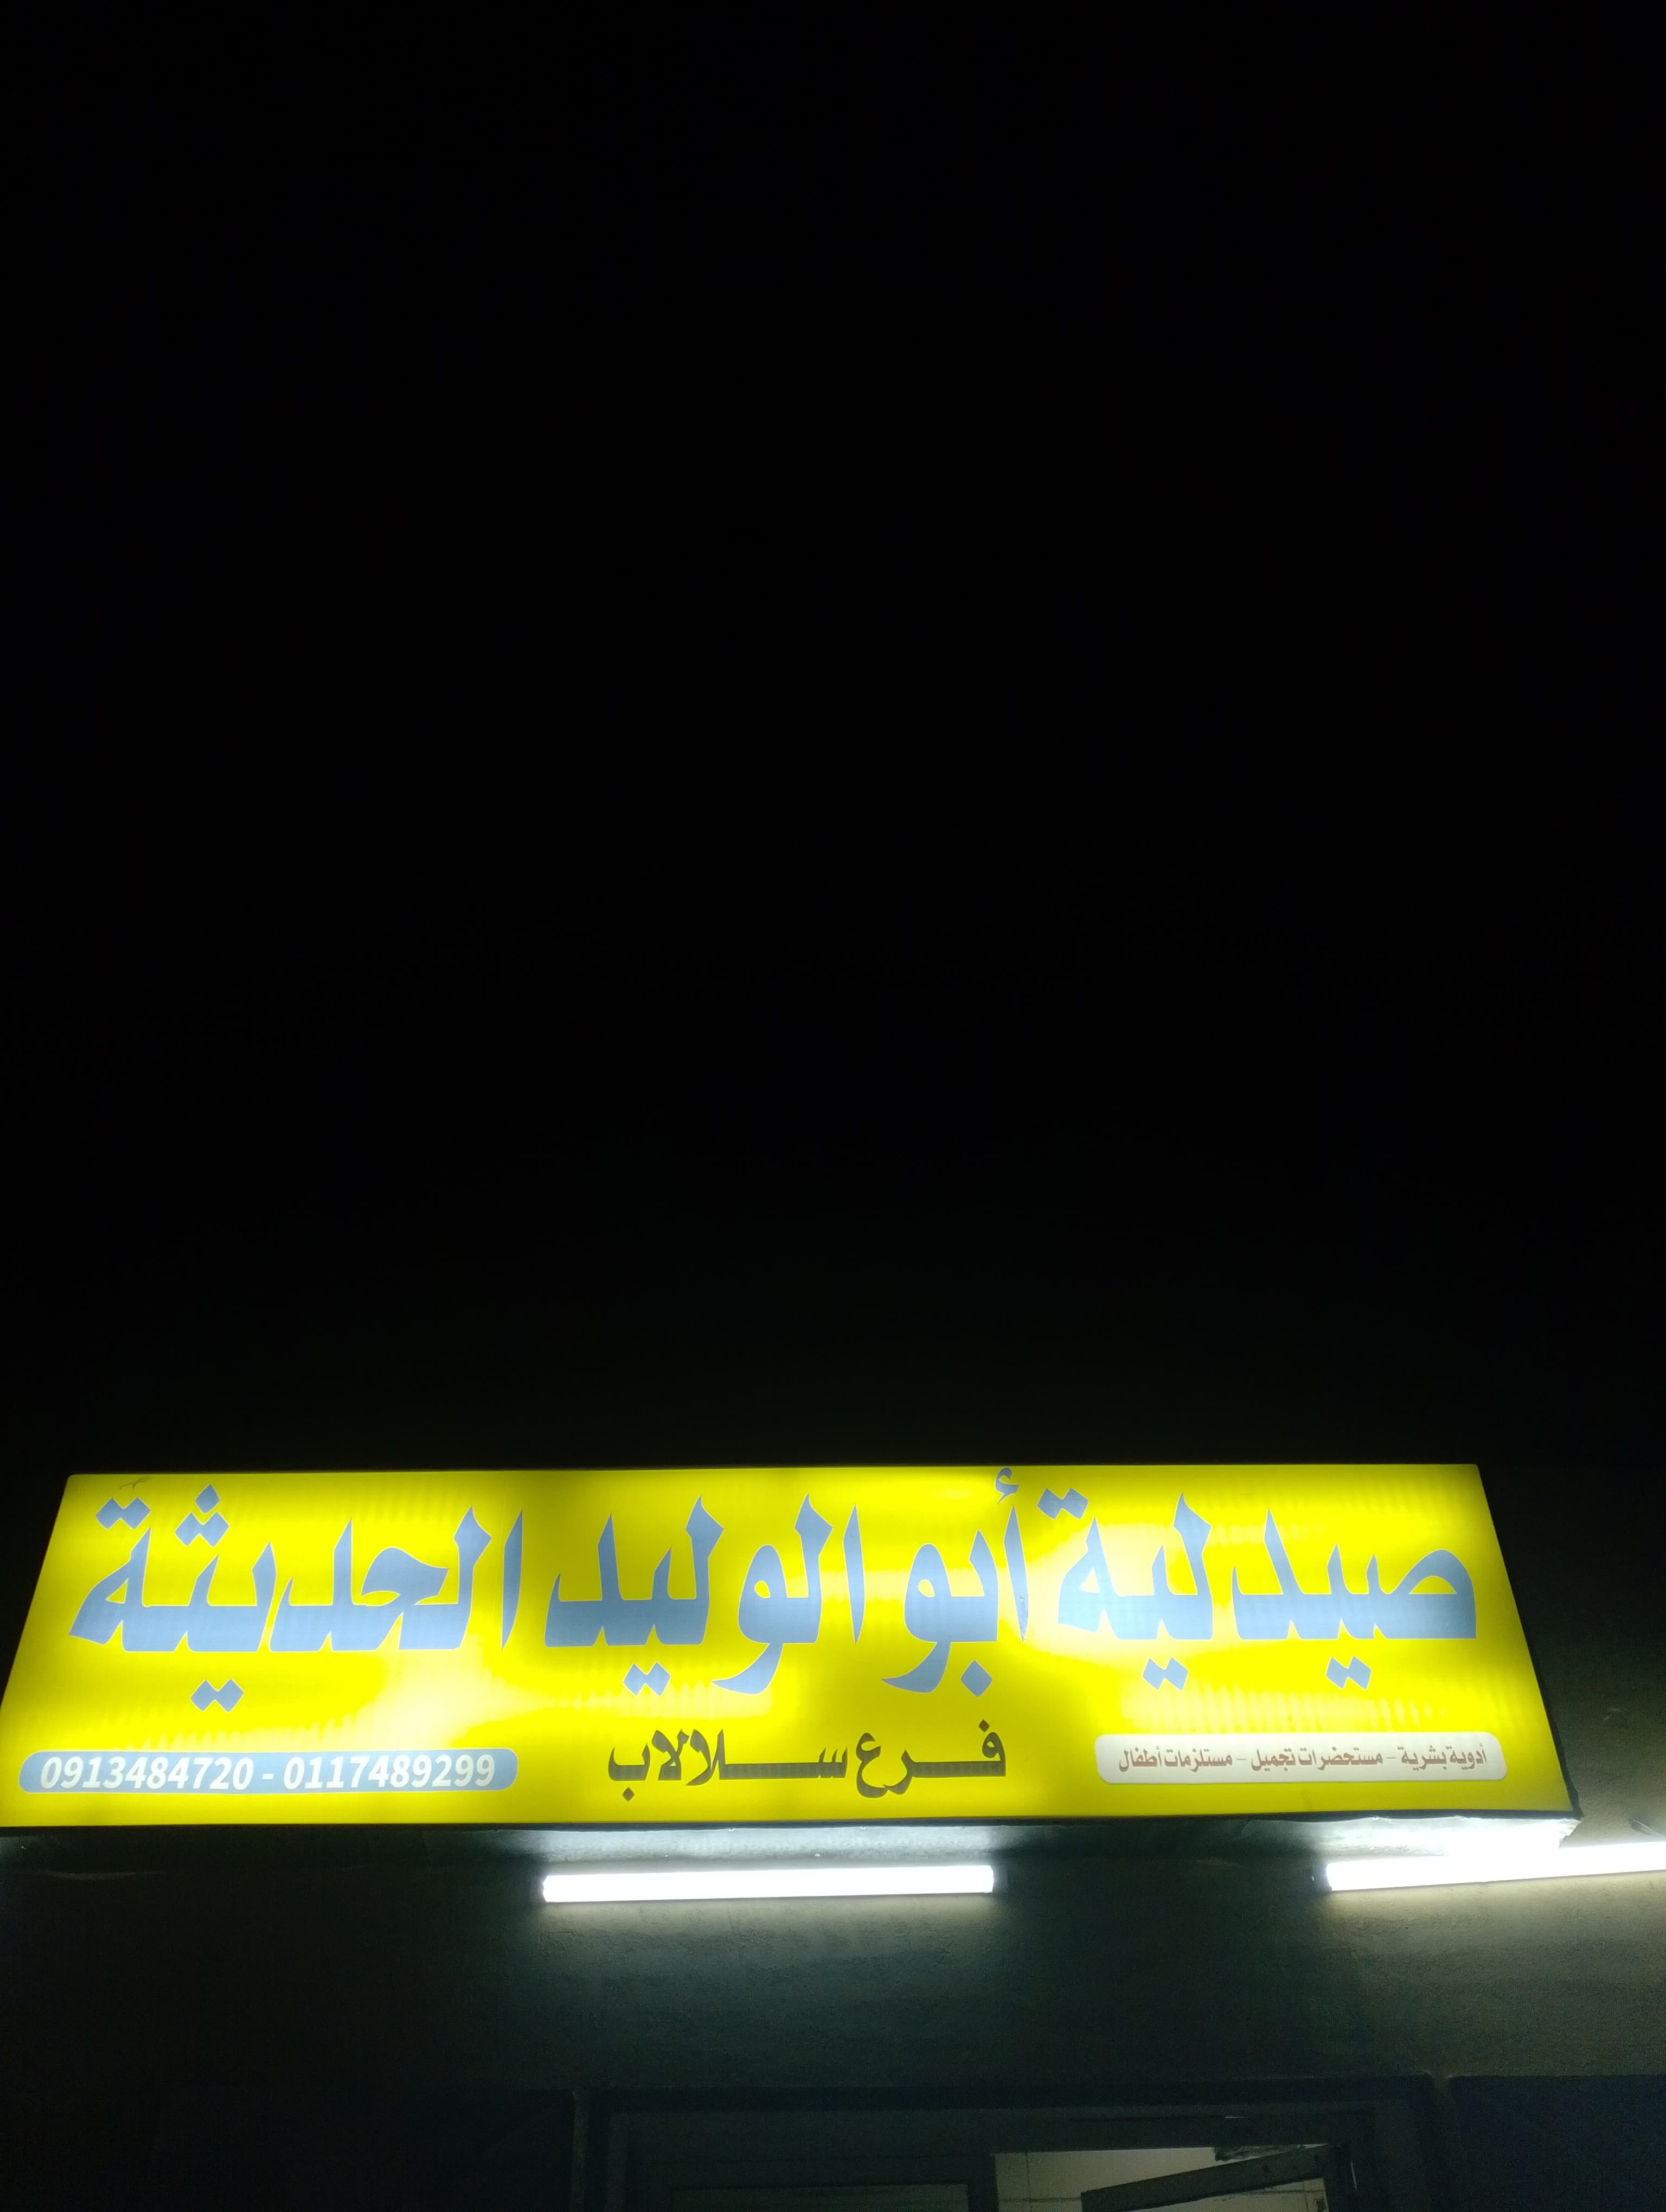 صيدلية أبو الوليد الحديثة
أدوية بشرية - مستحضرات تجميل - مستلزمات أطفال
فرع سلالاب
0913484720 - 0117489299